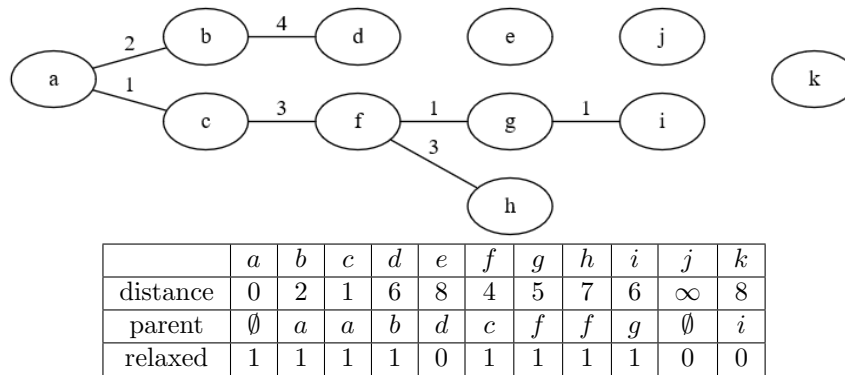 2 b 4 d e j
a k
1 c 3 f 1 g 1 i
3
h
a b c d e f g h i j k
distance 0 2 1 6 8 4 5 7 6 ∞ 8
parent ∅ a a b d c f f g ∅ i
relaxed 1 1 1 1 0 1 1 1 1 0 0